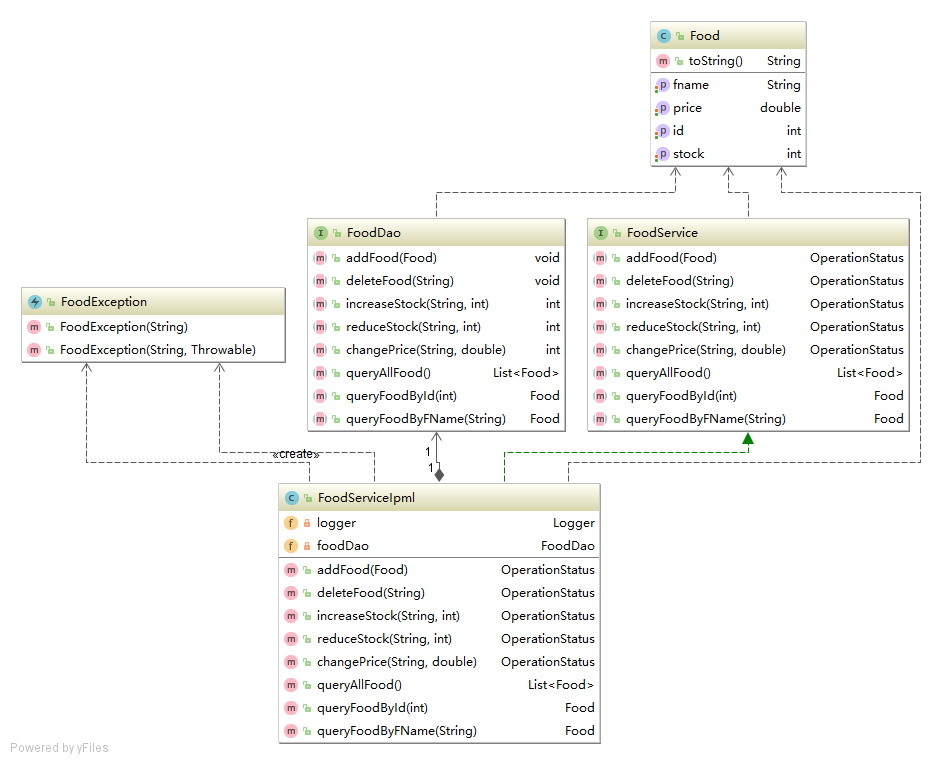 Food
toString() String
fname String
price double
id int
stock int
FoodDao
addFood(Food) void
deleteFood(String) void
increaseStock(String, int) int
reduceStock(String, int) int
changePrice(String, double) int
queryAllFood() List<Food>
queryFoodById(int) Food
queryFoodByFName(String) Food
FoodService
addFood(Food) OperationStatus
deleteFood(String) OperationStatus
increaseStock(String, int) OperationStatus
reduceStock(String, int) OperationStatus
changePrice(String, double) OperationStatus
queryAllFood() List<Food>
queryFoodById(int) Food
queryFoodByFName(String) Food
FoodException
FoodException(String)
FoodException(String, Throwable)
«create»
1
1
FoodServiceIpml
logger Logger
foodDao FoodDao
addFood(Food) OperationStatus
deleteFood(String) OperationStatus
increaseStock(String, int) OperationStatus
reduceStock(String, int) OperationStatus
changePrice(String, double) OperationStatus
queryAllFood() List<Food>
queryFoodById(int) Food
queryFoodByFName(String) Food
Powered by yFiles